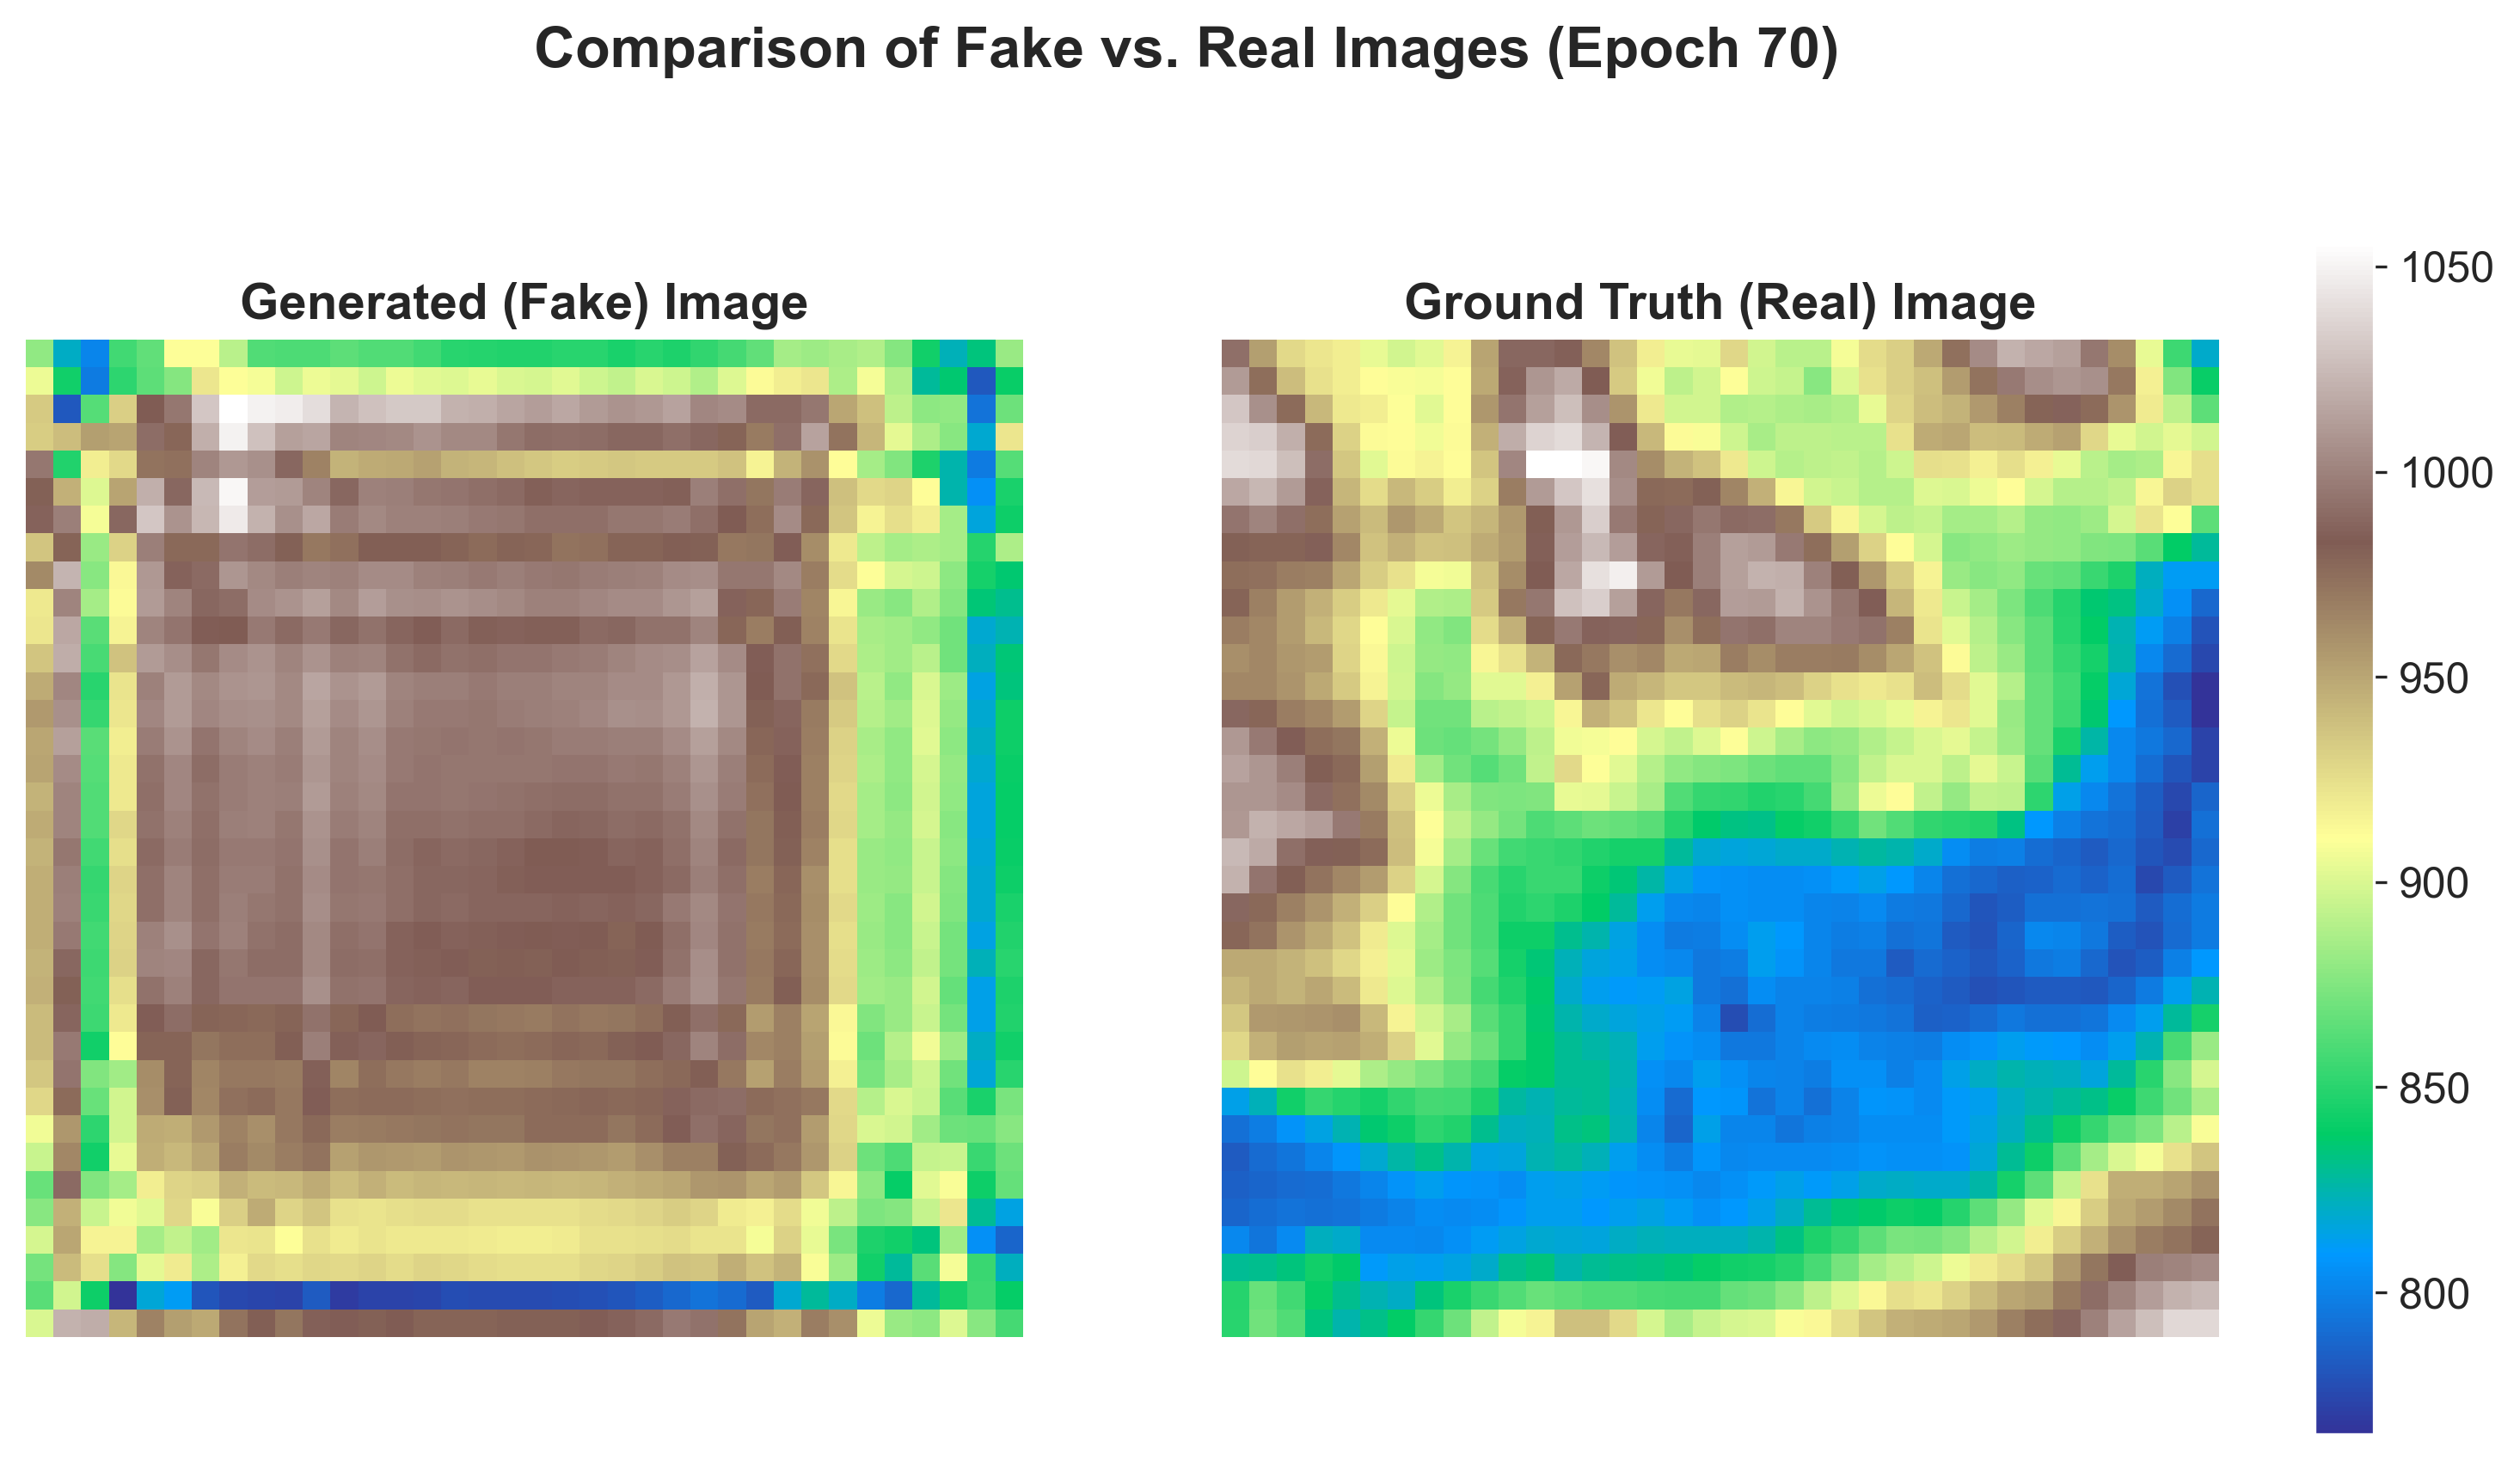 Comparison of Fake vs. Real Images (Epoch 70)
Generated (Fake) Image
Ground Truth (Real) Image
1050
1000
950
900
850
800